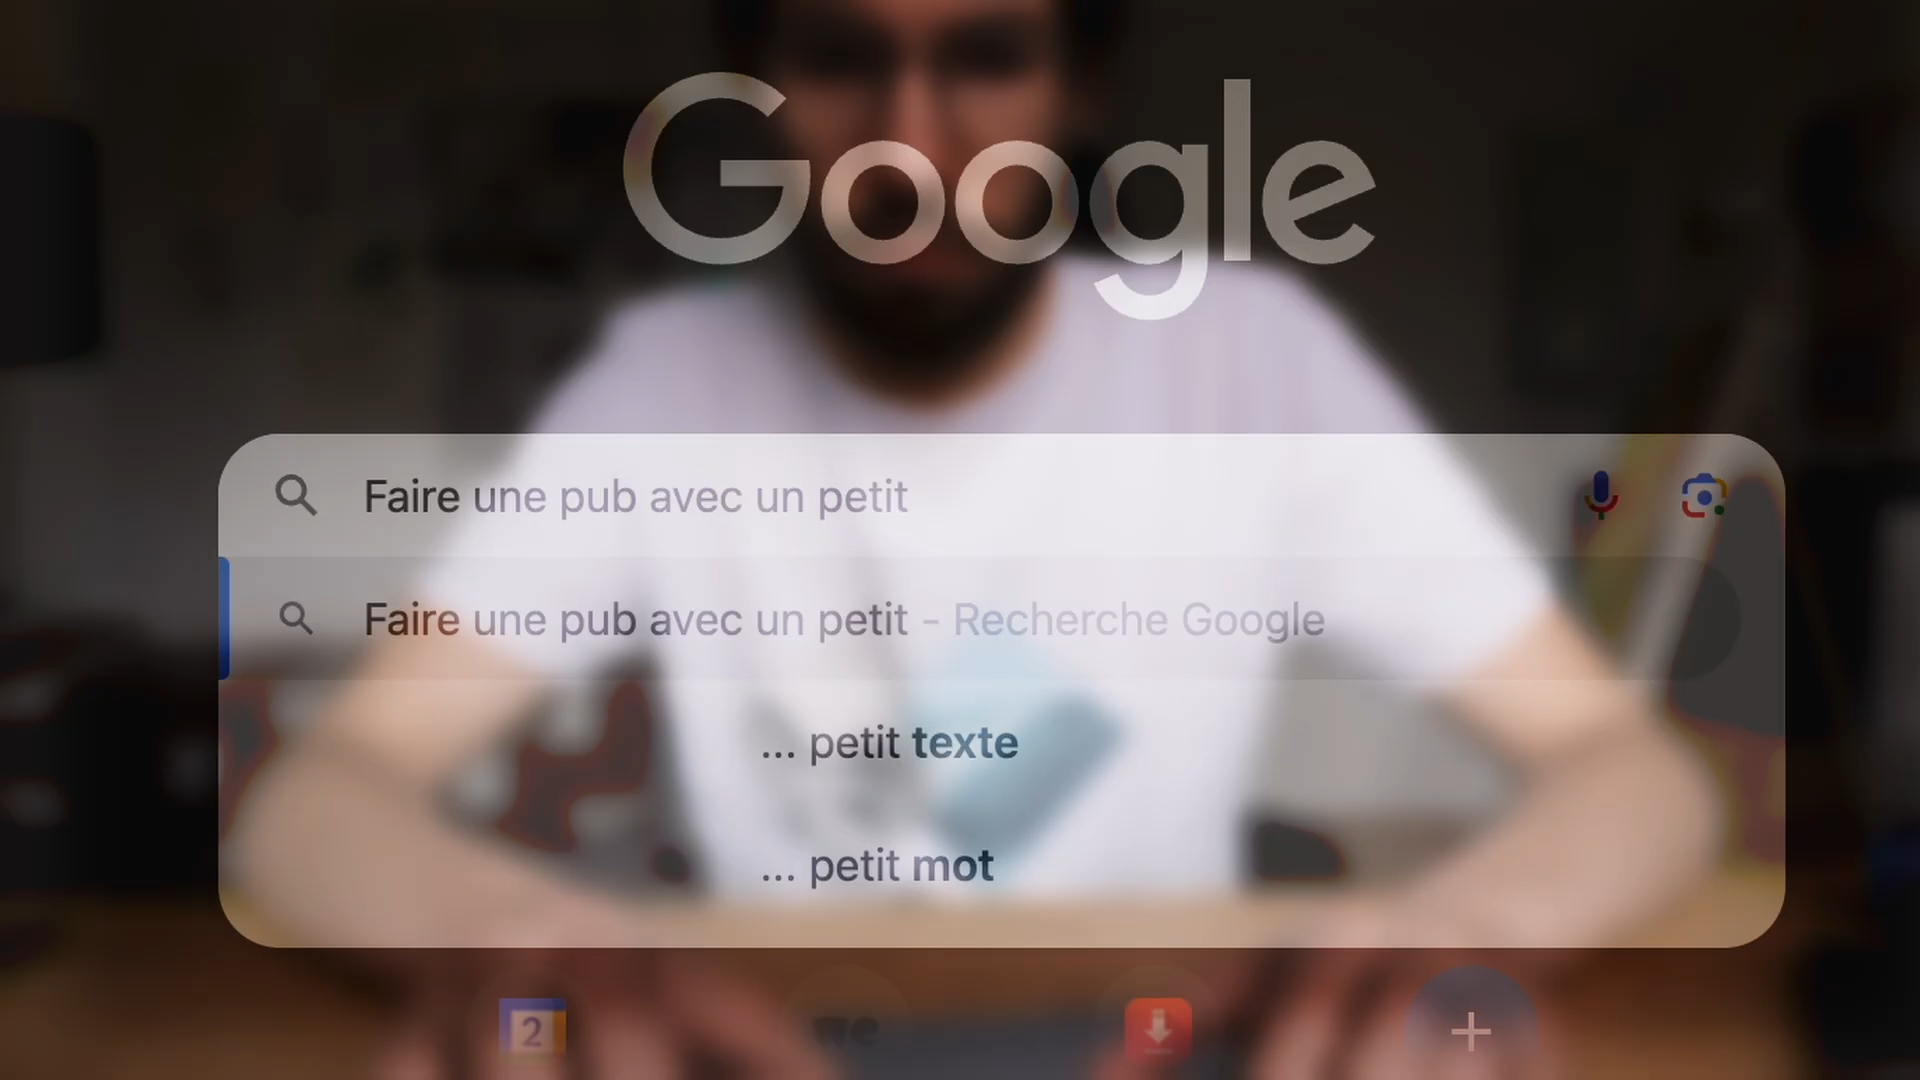 Google
Faire une pub avec un petit
Faire une pub avec un petit - Recherche Google
... petit texte
... petit mot
2